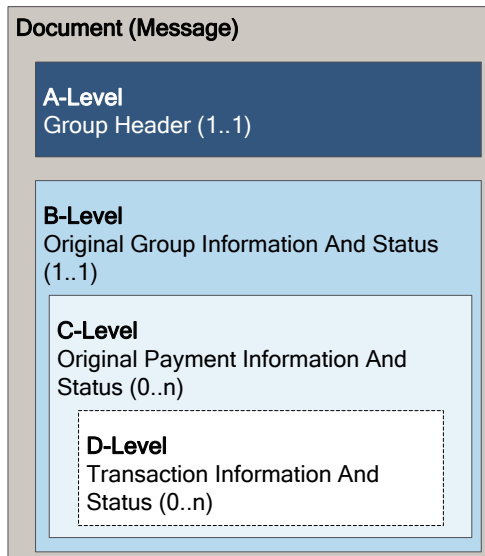 Document (Message)
A-Level
Group Header (1..1)
B-Level
Original Group Information And Status
(1..1)
C-Level
Original Payment Information And
Status (0..n)
D-Level
Transaction Information And
Status (0..n)